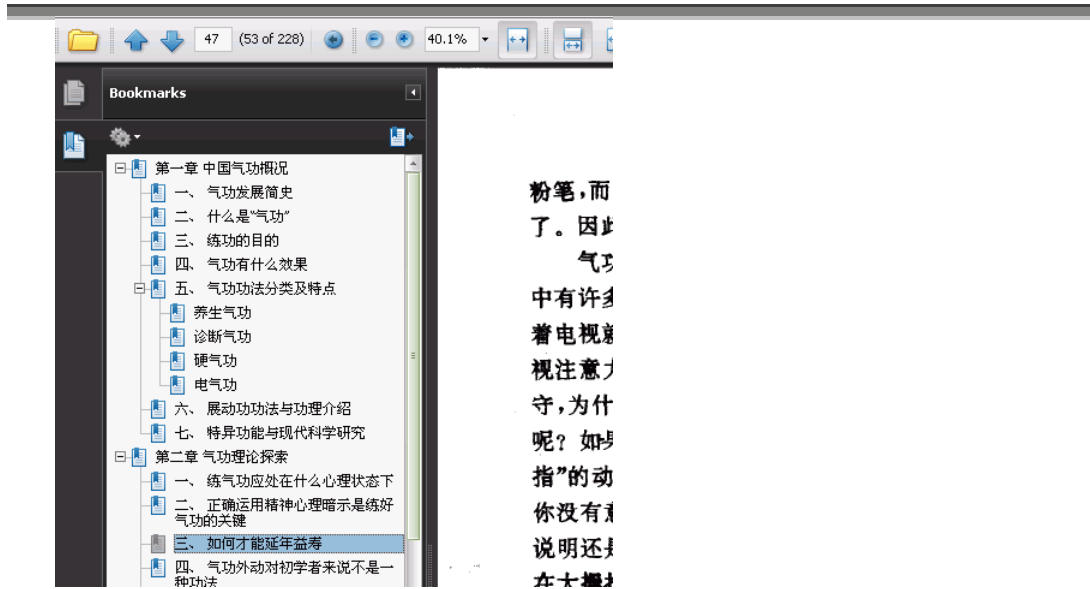 47 (53 of 228) 40.1%
Bookmarks
第一章 中国气功概况
一、 气功发展简史
二、 什么是"气功"
三、 练功的目的
四、 气功有什么效果
五、 气功功法分类及特点
养生气功
诊断气功
硬气功
电气功
六、 展动功功法与功理介绍
七、 特异功能与现代科学研究
第二章 气功理论探索
一、 练气功应处在什么心理状态下
二、 正确运用精神心理暗示是练好
气功的关键
三、 如何才能延年益寿
四、 气功外动对初学者来说不是一
种功法
粉笔,而
了。因此
气功
中有许多
着电视
视注意
守,为什
呢?如果
指”的动
你没有
说明还是
在大